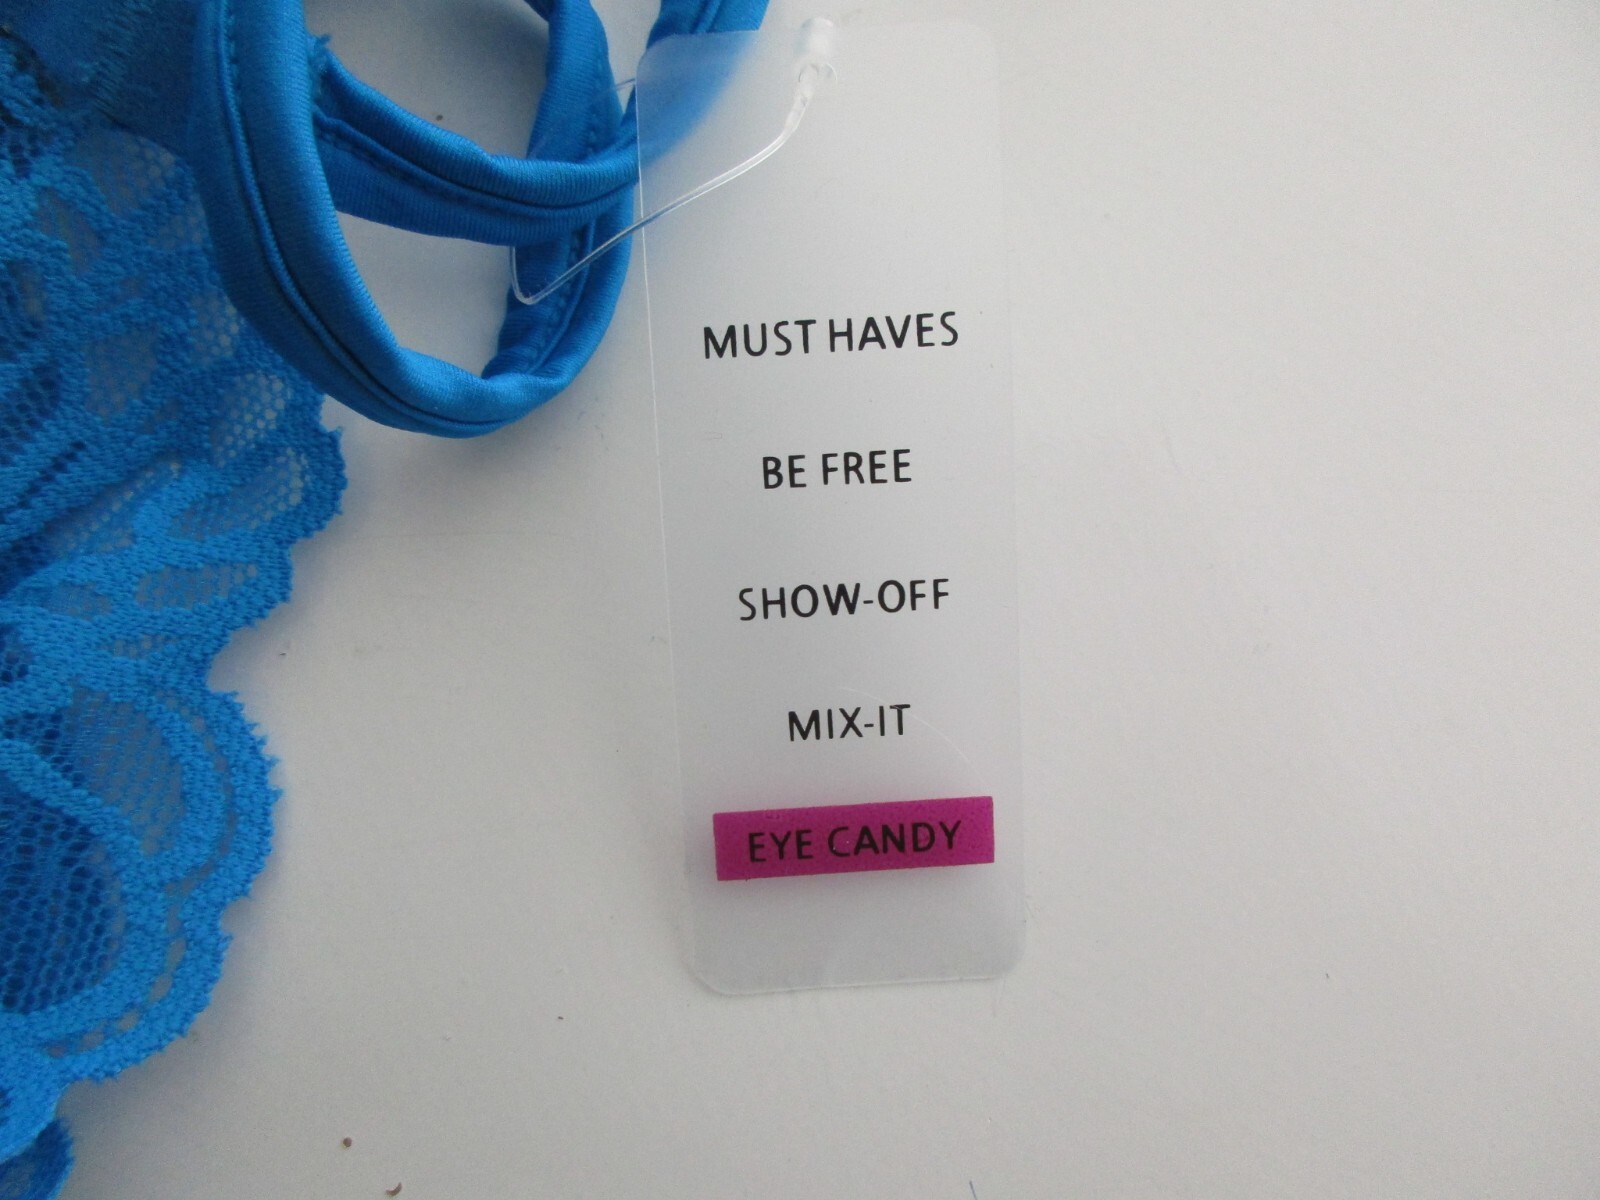 MUST HAVES
BE FREE
SHOW-OFF
MIX-IT
EYE CANDY